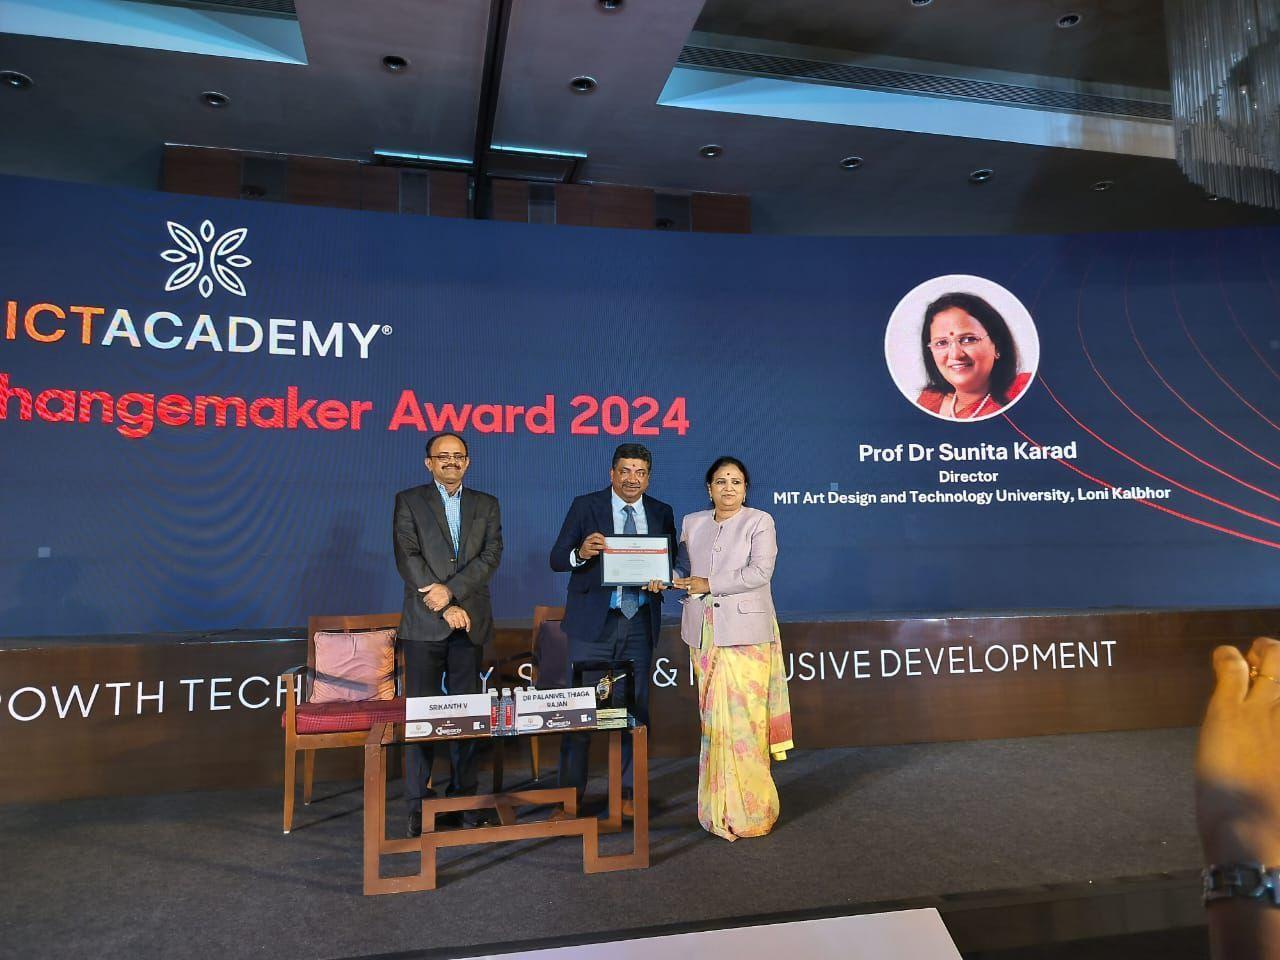 ICTACADEMY®
hangemaker Award 2024
Prof Dr Sunita Karad
Director
MIT Art Design and Technology University, Loni Kalbhor
ROWTH TECH Y, S & I USIVE DEVELOPMENT
SRIKANTH V
DR PALANIVEL THIAGA
RAJAN